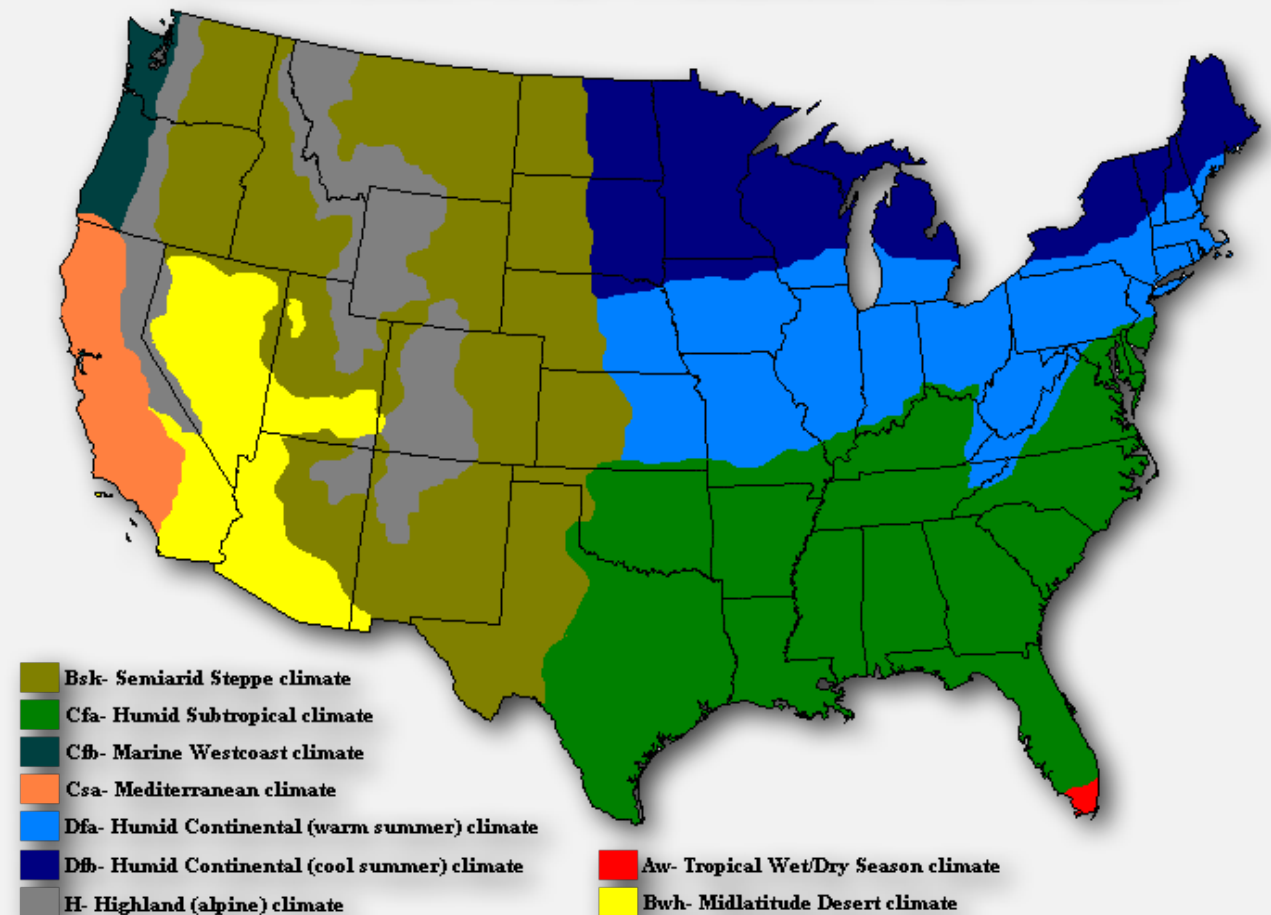 Bsk- Semiarid Steppe climate
Cfa- Humid Subtropical climate
Cfb- Marine Westcoast climate
Csa- Mediterranean climate
Dfa- Humid Continental (warm summer) climate
Dfb- Humid Continental (cool summer) climate
H- Highland (alpine) climate
Aw- Tropical Wet/Dry Season climate
Bwh- Midlatitude Desert climate